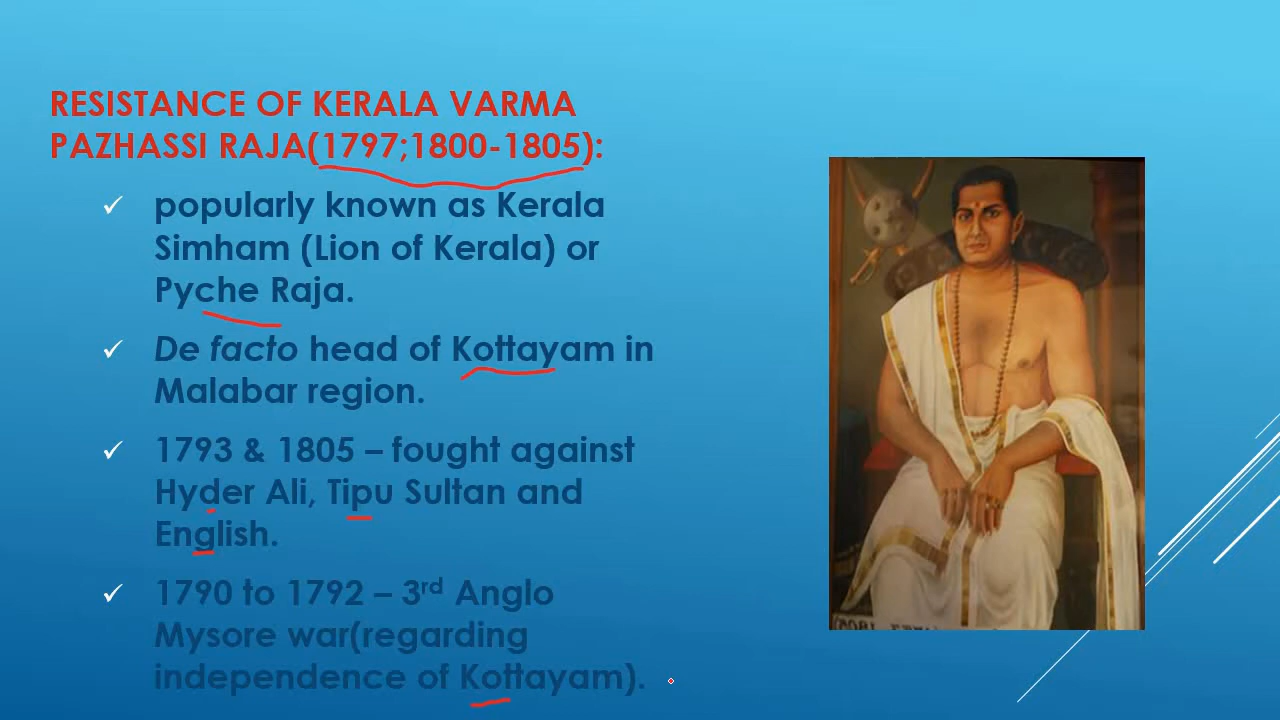 RESISTANCE OF KERALA VARMA
PAZHASSI RAJA(1797;1800-1805):
popularly known as Kerala
Simham (Lion of Kerala) or
Pyche Raja.
De facto head of Kottayam in
Malabar region.
1793 & 1805 – fought against
Hyder Ali, Tipu Sultan and
English.
1790 to 1792 – 3rd Anglo
Mysore war(regarding
independence of Kottayam).